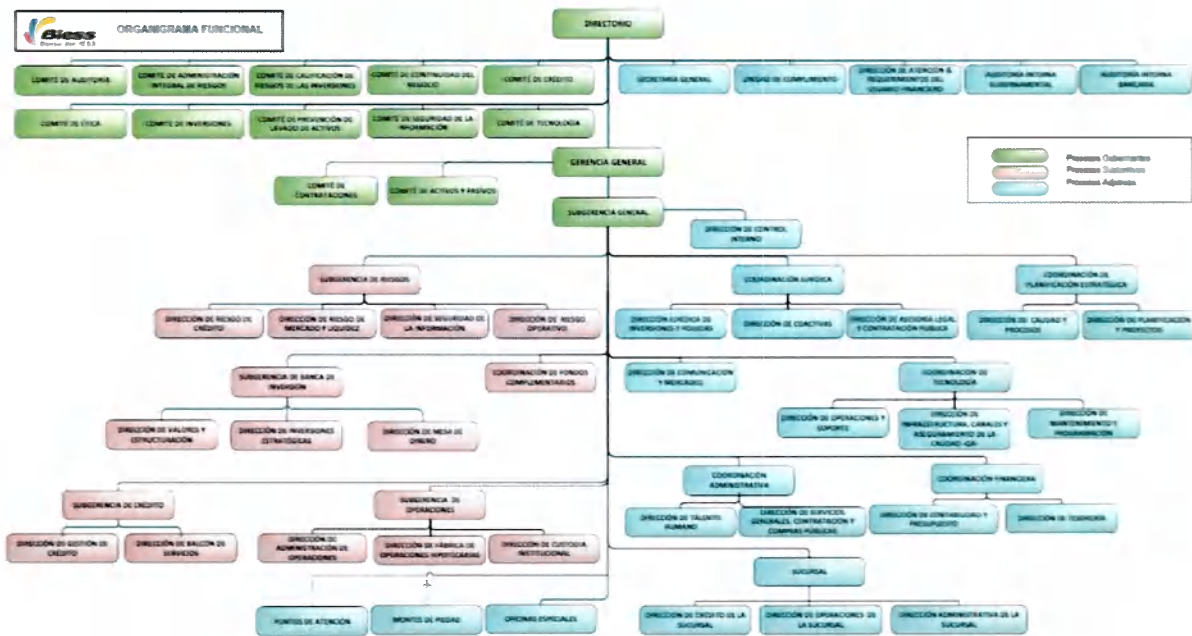 Biess
ORGANIGRAMA FUNCIONAL
DIRECTORIO
COMITÉ DE AUDITORÍA
COMITÉ DE ADMINISTRACIÓN
INTEGRAL DE RIESGOS
COMITÉ DE CALIFICACIÓN DE
RIESGOS DE LAS INVERSIONES
COMITÉ DE CONTINUIDAD DEL
NEGOCIO
COMITÉ DE CRÉDITO
SECRETARÍA GENERAL
UNIDAD DE CUMPLIMIENTO
DIRECCIÓN DE ATENCIÓN A
REQUERIMIENTOS DEL
USUARIO FINANCIERO
AUDITORÍA INTERNA
GUBERNAMENTAL
AUDITORÍA INTERNA
BANCARIA
COMITÉ DE ÉTICA
COMITÉ DE INVERSIONES
COMITÉ DE PREVENCIÓN DE
LAVADO DE ACTIVOS
COMITÉ DE SEGURIDAD DE LA
INFORMACIÓN
COMITÉ DE TECNOLOGÍA
GERENCIA GENERAL
Procesos Gobernantes
Procesos Sustantivos
Procesos Adjetivos
COMITÉ DE
CONTRATACIONES
COMITÉ DE ACTIVOS Y PASIVOS
SUBGERENCIA GENERAL
DIRECCIÓN DE CONTROL
INTERNO
SUBGERENCIA DE RIESGOS
COORDINACIÓN JURÍDICA
COORDINACIÓN DE
PLANIFICACIÓN ESTRATÉGICA
DIRECCIÓN DE RIESGO DE
CRÉDITO
DIRECCIÓN DE RIESGO DE
MERCADO Y LIQUIDEZ
DIRECCIÓN DE SEGURIDAD DE
LA INFORMACIÓN
DIRECCIÓN DE RIESGO
OPERATIVO
DIRECCIÓN JURÍDICA DE
INVERSIONES Y
DIRECCIÓN DE COACTIVAS
DIRECCIÓN DE ASESORÍA LEGAL
Y CONTRATACIÓN PÚBLICA
DIRECCIÓN DE CALIDAD Y
PROCESOS
DIRECCIÓN DE PLANIFICACIÓN
Y PROYECTOS
SUBGERENCIA DE BANCA DE
INVERSIÓN
COORDINACIÓN DE FONDOS
COMPLEMENTARIOS
DIRECCIÓN DE COMUNICACIÓN
Y MERCADEO
COORDINACIÓN DE
TECNOLOGÍA
DIRECCIÓN DE VALORES Y
ESTRUCTURACIÓN
DIRECCIÓN DE INVERSIONES
ESTRATÉGICAS
DIRECCIÓN DE MESA DE
DINERO
DIRECCIÓN DE OPERACIONES Y
SOPORTE
DIRECCIÓN DE
INFRAESTRUCTURA, CANALES Y
ASEGURAMIENTO DE LA
CALIDAD -QA-
DIRECCIÓN DE
MANTENIMIENTO Y
PROGRAMACIÓN
COORDINACIÓN
ADMINISTRATIVA
COORDINACIÓN FINANCIERA
SUBGERENCIA DE CRÉDITO
SUBGERENCIA DE
OPERACIONES
DIRECCIÓN DE TALENTO
HUMANO
DIRECCIÓN DE SERVICIOS
GENERALES, CONTRATACIÓN Y
COMPRAS PÚBLICAS
DIRECCIÓN DE CONTABILIDAD Y
PRESUPUESTO
DIRECCIÓN DE TESORERÍA
DIRECCIÓN DE GESTIÓN DE
CRÉDITO
DIRECCIÓN DE BALCÓN DE
SERVICIOS
DIRECCIÓN DE
ADMINISTRACIÓN DE
OPERACIONES
DIRECCIÓN DE FÁBRICA DE
OPERACIONES HIPOTECARIAS
DIRECCIÓN DE CUSTODIA
INSTITUCIONAL
SUCURSAL
PUNTOS DE ATENCIÓN
MONTES DE PIEDAD
OFICINAS ESPECIALES
DIRECCIÓN DE CRÉDITO DE LA
SUCURSAL
DIRECCIÓN DE OPERACIONES DE
LA SUCURSAL
DIRECCIÓN ADMINISTRATIVA DE LA
SUCURSAL